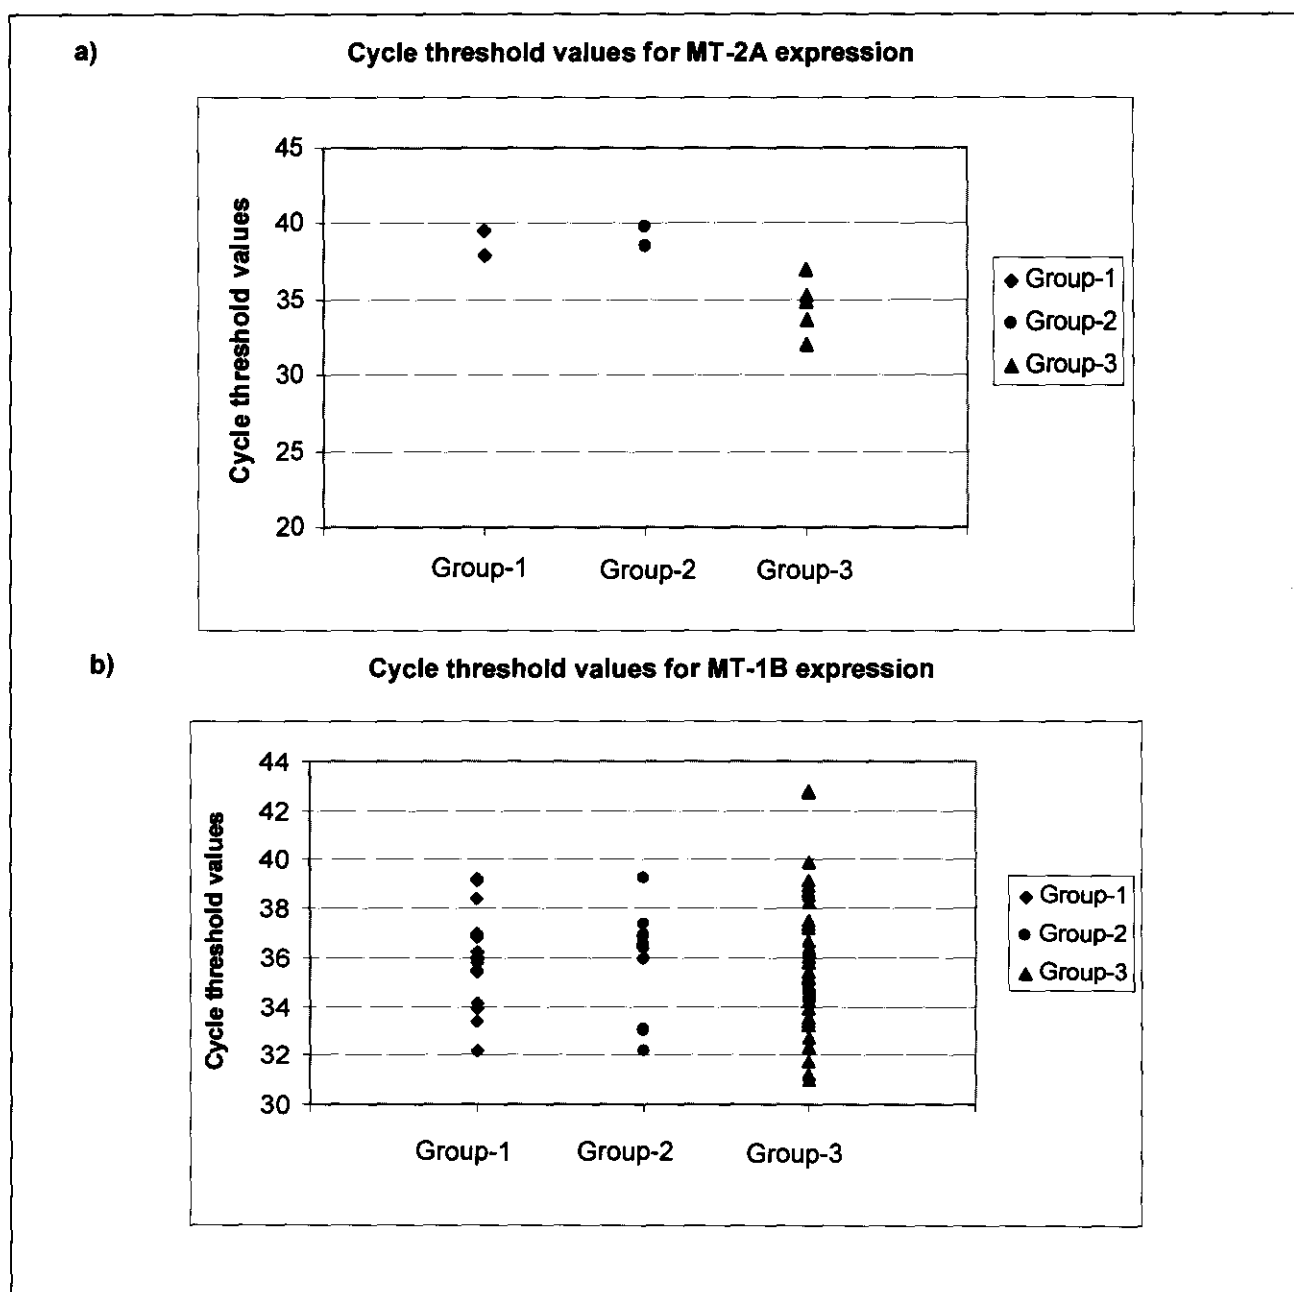 a)
Cycle threshold values for MT-2A expression
Cycle threshold values
45
40
35
30
25
20
Group-1
Group-2
Group-3
Group-1
Group-2
Group-3
b)
Cycle threshold values for MT-1B expression
Cycle threshold values
44
42
40
38
36
34
32
30
Group-1
Group-2
Group-3
Group-1
Group-2
Group-3